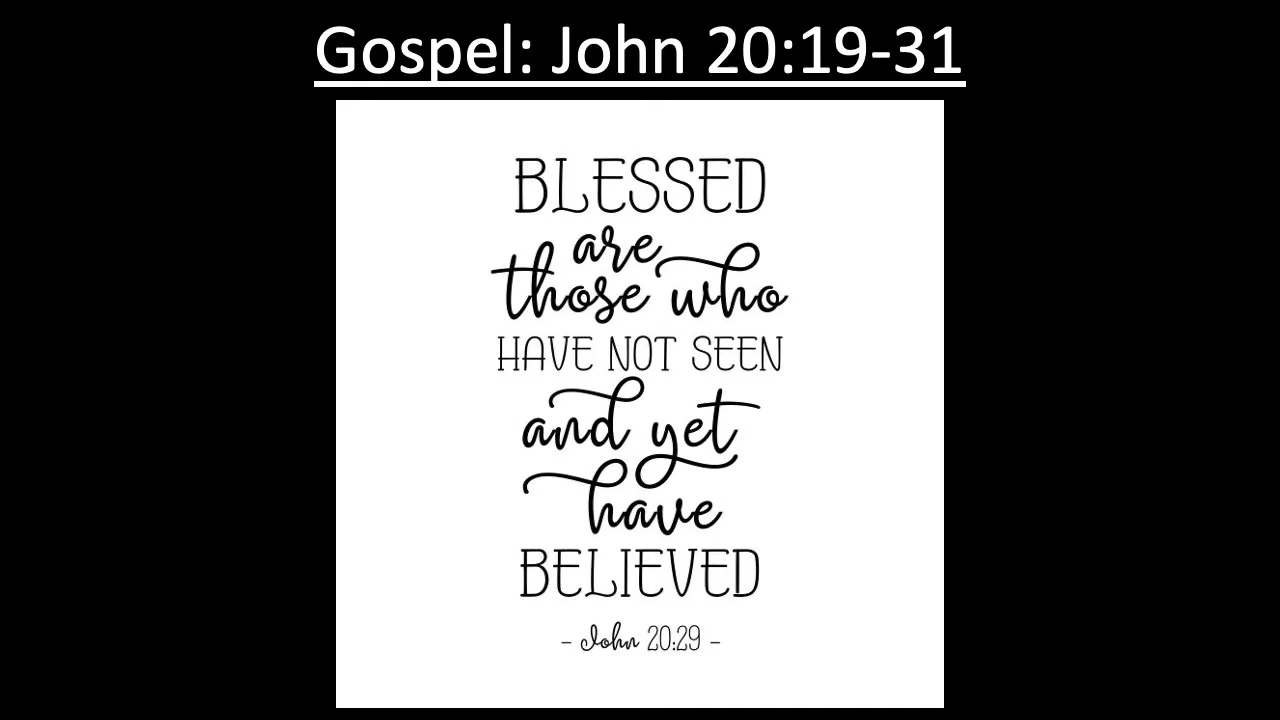 Gospel: John 20:19-31
BLESSED
are
those who
HAVE NOT SEEN
and yet
have
BELIEVED
- John 20:29 -